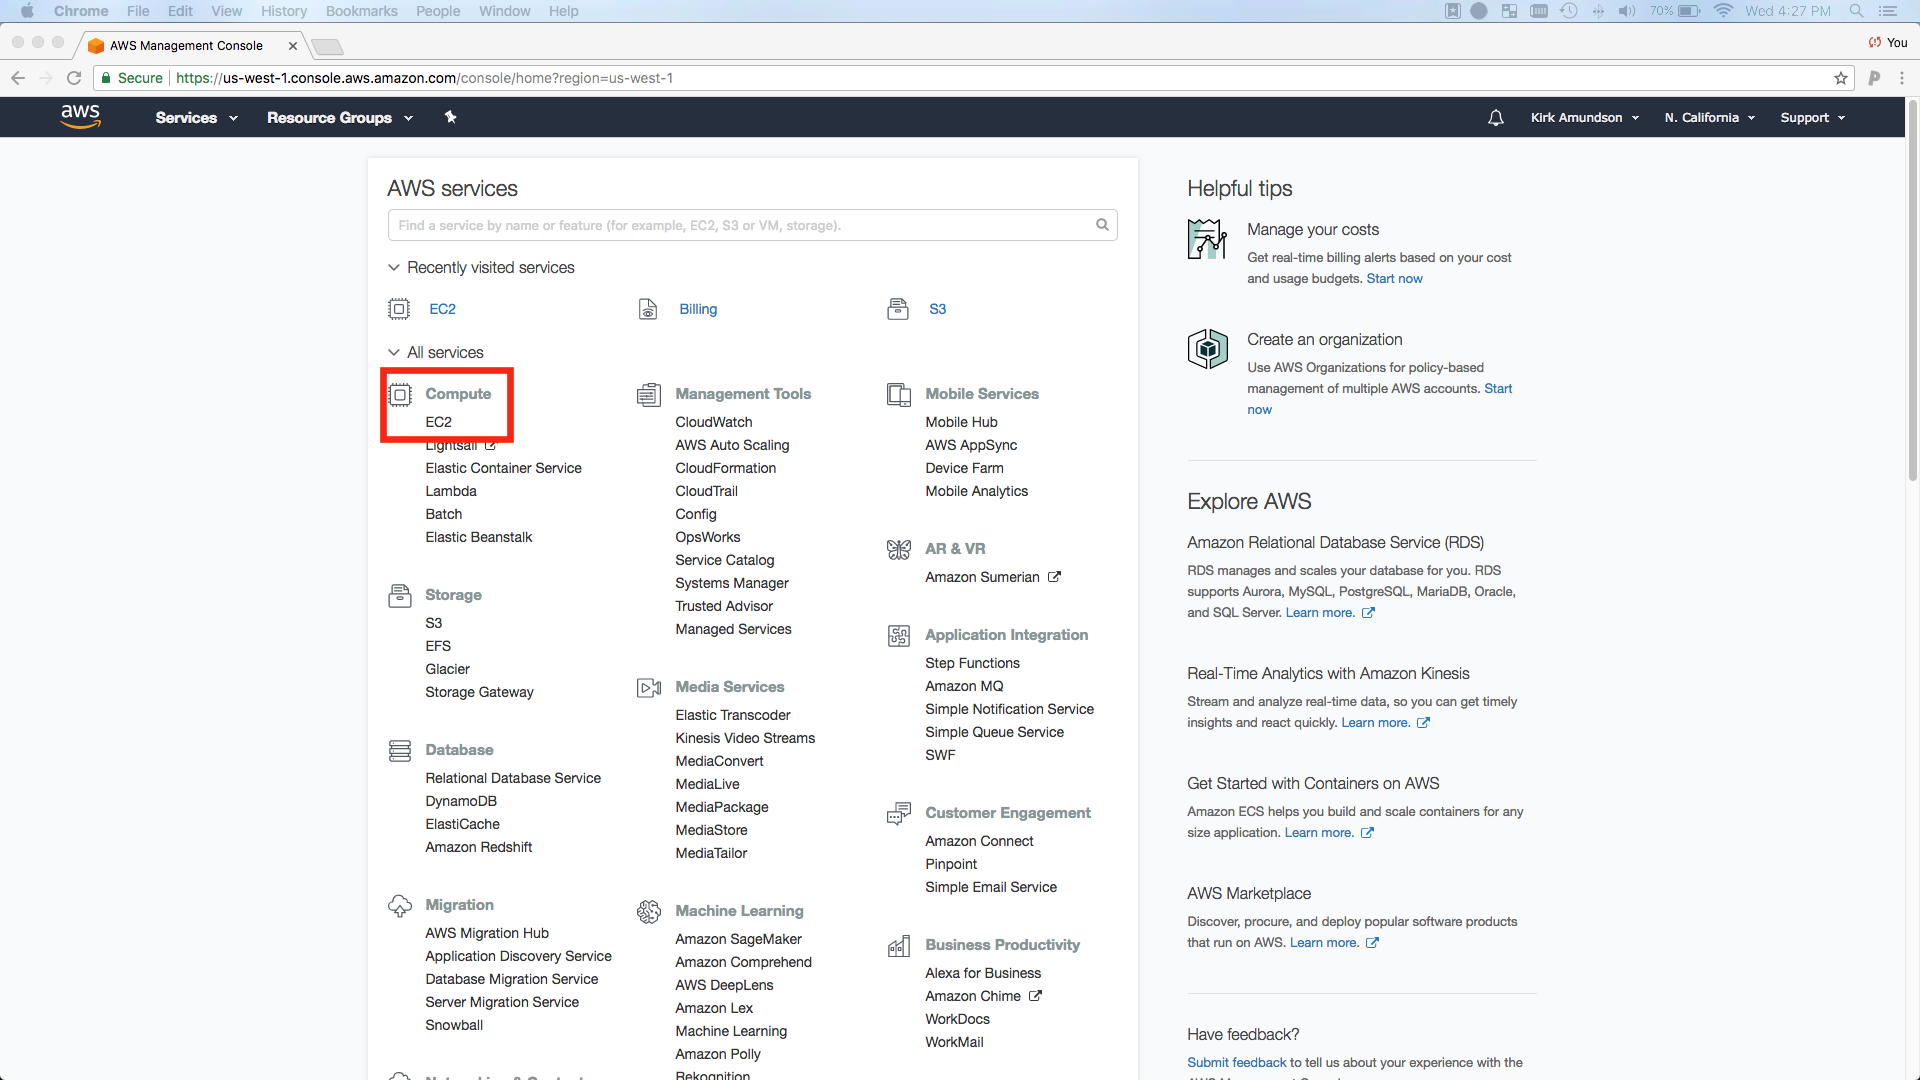 Chrome File Edit View History Bookmarks People Window Help 70% Wed 4:27 PM
AWS Management Console You
Secure https://us-west-1.console.aws.amazon.com/console/home?region=us-west-1
aws Services Resource Groups Kirk Amundson N. California Support
AWS services
Find a service by name or feature (for example, EC2, S3 or VM, storage).
Recently visited services
EC2 Billing S3
All services
Compute
EC2
Lightsail
Elastic Container Service
Lambda
Batch
Elastic Beanstalk
Storage
S3
EFS
Glacier
Storage Gateway
Database
Relational Database Service
DynamoDB
ElastiCache
Amazon Redshift
Migration
AWS Migration Hub
Application Discovery Service
Database Migration Service
Server Migration Service
Snowball
Management Tools
CloudWatch
AWS Auto Scaling
CloudFormation
CloudTrail
Config
OpsWorks
Service Catalog
Systems Manager
Trusted Advisor
Managed Services
Media Services
Elastic Transcoder
Kinesis Video Streams
MediaConvert
MediaLive
MediaPackage
MediaStore
MediaTailor
Machine Learning
Amazon SageMaker
Amazon Comprehend
AWS DeepLens
Amazon Lex
Machine Learning
Amazon Polly
Rekognition
Mobile Services
Mobile Hub
AWS AppSync
Device Farm
Mobile Analytics
AR & VR
Amazon Sumerian
Application Integration
Step Functions
Amazon MQ
Simple Notification Service
Simple Queue Service
SWF
Customer Engagement
Amazon Connect
Pinpoint
Simple Email Service
Business Productivity
Alexa for Business
Amazon Chime
WorkDocs
WorkMail
Helpful tips
Manage your costs
Get real-time billing alerts based on your cost
and usage budgets. Start now
Create an organization
Use AWS Organizations for policy-based
management of multiple AWS accounts. Start
now
Explore AWS
Amazon Relational Database Service (RDS)
RDS manages and scales your database for you. RDS
supports Aurora, MySQL, PostgreSQL, MariaDB, Oracle,
and SQL Server. Learn more.
Real-Time Analytics with Amazon Kinesis
Stream and analyze real-time data, so you can get timely
insights and react quickly. Learn more.
Get Started with Containers on AWS
Amazon ECS helps you build and scale containers for any
size application. Learn more.
AWS Marketplace
Discover, procure, and deploy popular software products
that run on AWS. Learn more.
Have feedback?
Submit feedback to tell us about your experience with the